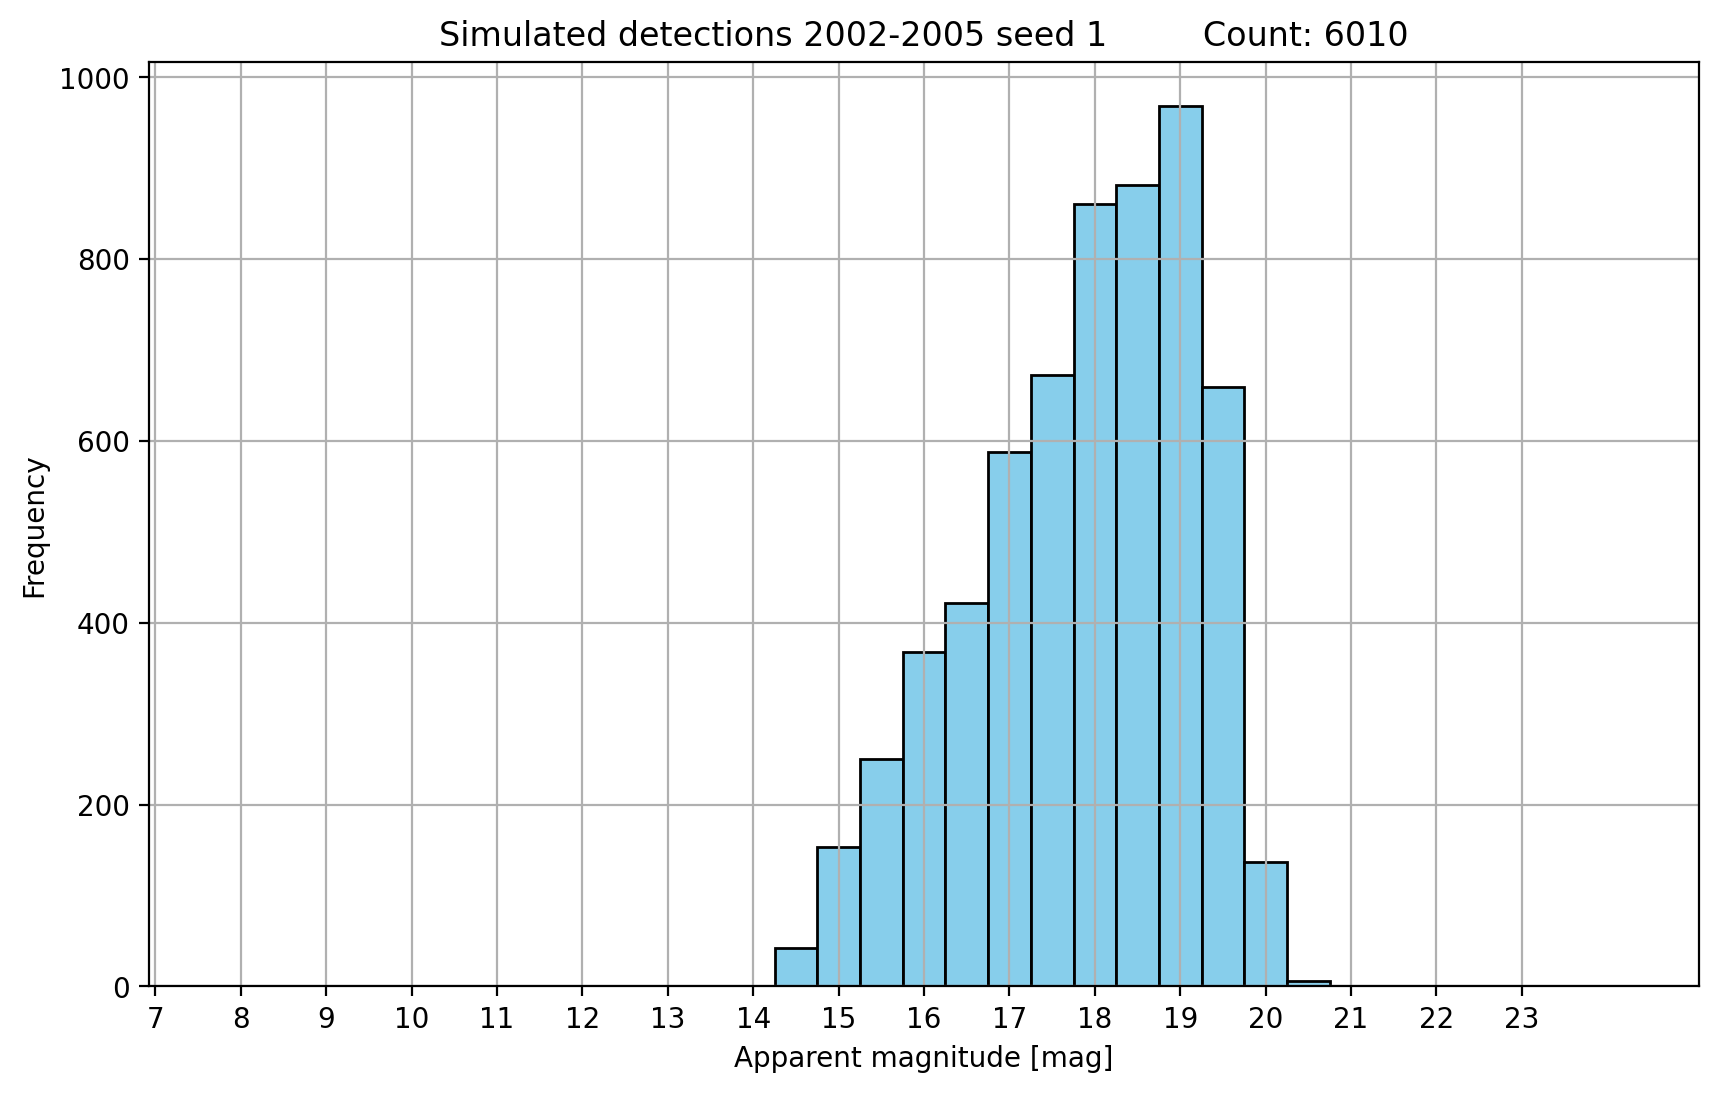 Simulated detections 2002-2005 seed 1 Count: 6010
1000
800
600
400
200
0
Frequency
7 8 9 10 11 12 13 14 15 16 17 18 19 20 21 22 23
Apparent magnitude [mag]